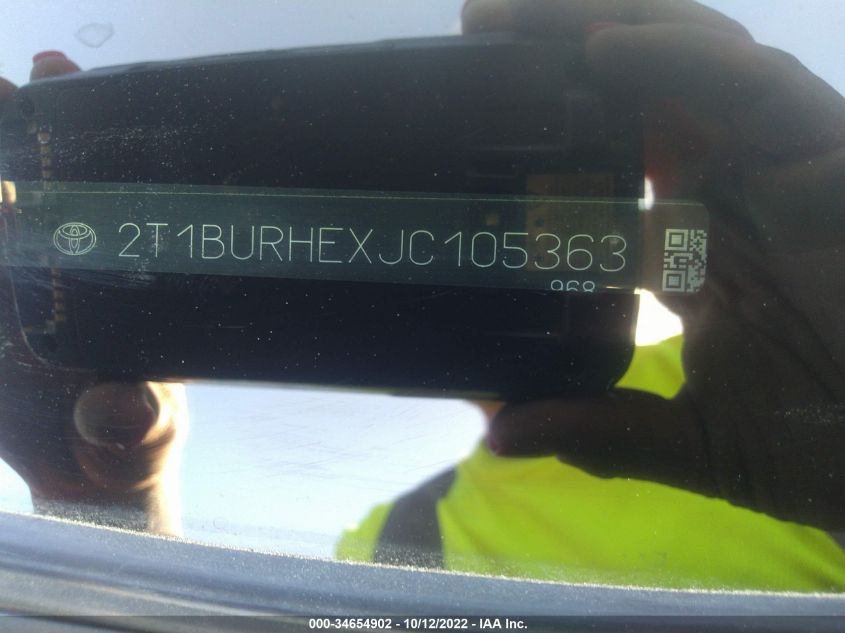 2T1BURHEXJC105363
968
000-34654902 - 10/12/2022 - IAA Inc.